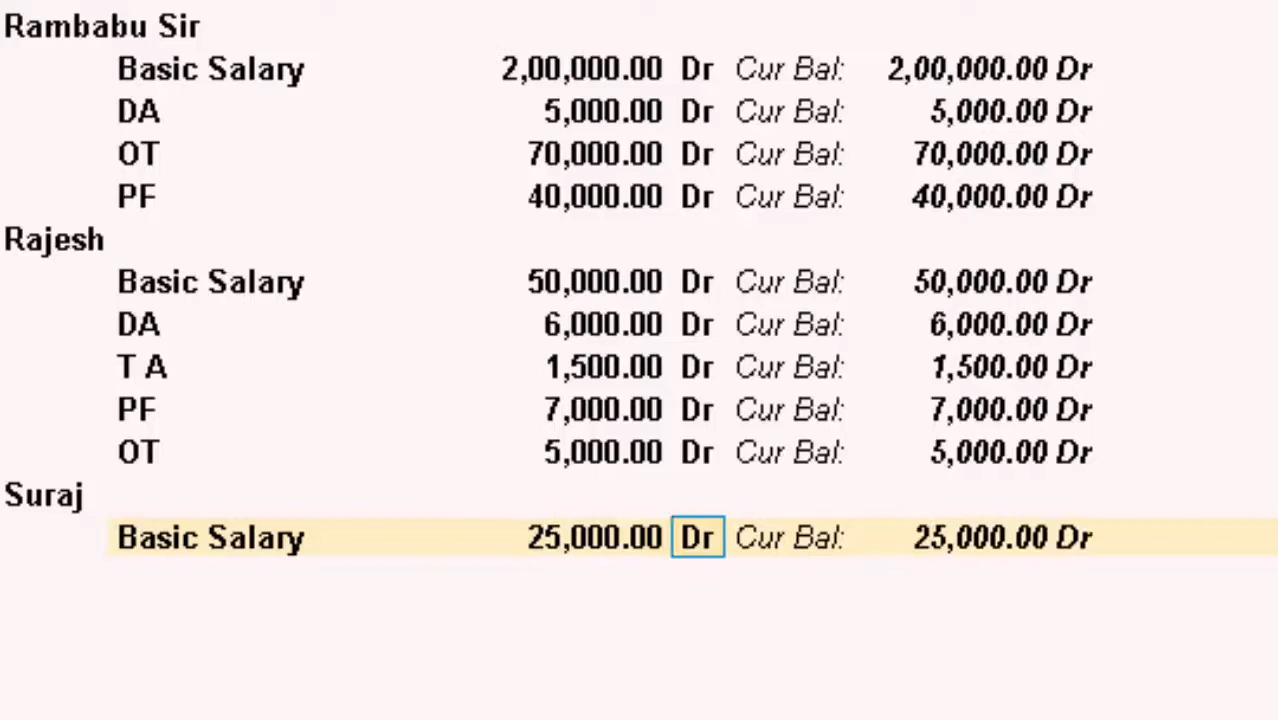 Rambabu Sir
Basic Salary 2,00,000.00 Dr Cur Bal: 2,00,000.00 Dr
DA 5,000.00 Dr Cur Bal: 5,000.00 Dr
OT 70,000.00 Dr Cur Bal: 70,000.00 Dr
PF 40,000.00 Dr Cur Bal: 40,000.00 Dr
Rajesh
Basic Salary 50,000.00 Dr Cur Bal: 50,000.00 Dr
DA 6,000.00 Dr Cur Bal: 6,000.00 Dr
T A 1,500.00 Dr Cur Bal: 1,500.00 Dr
PF 7,000.00 Dr Cur Bal: 7,000.00 Dr
OT 5,000.00 Dr Cur Bal: 5,000.00 Dr
Suraj
Basic Salary 25,000.00 Dr Cur Bal: 25,000.00 Dr